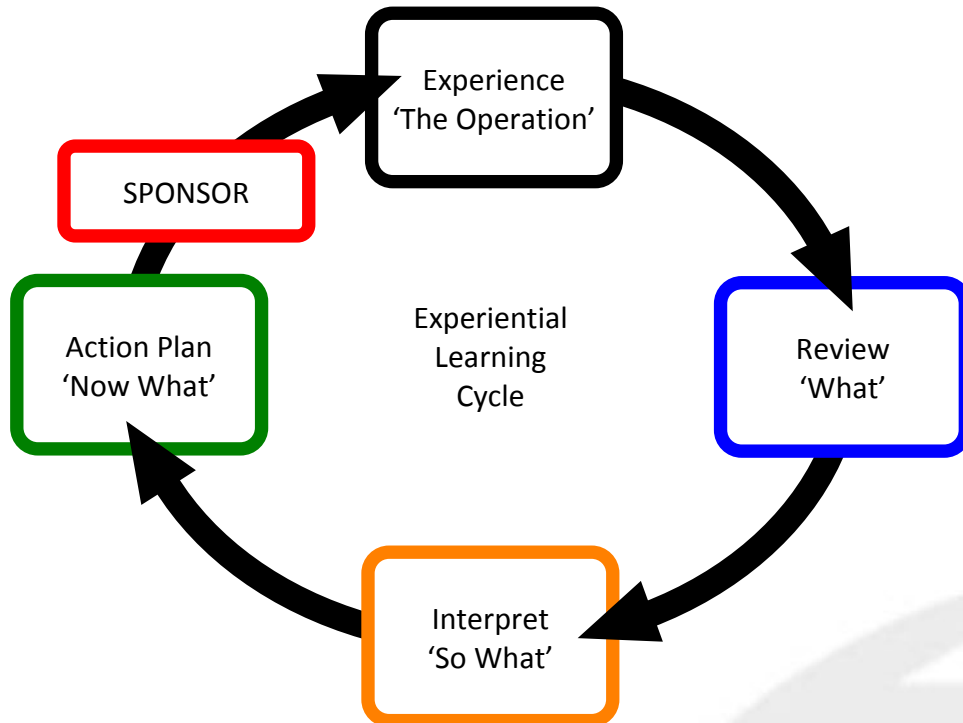 Experience
‘The Operation’
SPONSOR
Action Plan
‘Now What’
Experiential
Learning
Cycle
Review
‘What’
Interpret
‘So What’